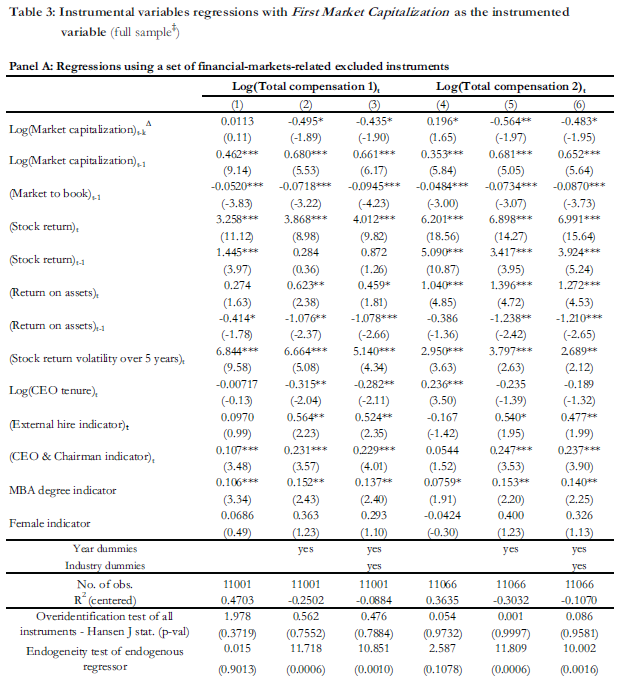 Table 3: Instrumental variables regressions with First Market Capitalization as the instrumented
variable (full sample‡)
Panel A: Regressions using a set of financial-markets-related excluded instruments
Log(Total compensation 1)t Log(Total compensation 2)t
(1) (2) (3) (4) (5) (6)
Log(Market capitalization)t-kΔ 0.0113 -0.495* -0.435* 0.196* -0.564** -0.483*
(0.11) (-1.89) (-1.90) (1.65) (-1.97) (-1.95)
Log(Market capitalization)t-1 0.462*** 0.680*** 0.661*** 0.353*** 0.681*** 0.652***
(9.14) (5.53) (6.17) (5.84) (5.05) (5.64)
(Market to book)t-1 -0.0520*** -0.0718*** -0.0945*** -0.0484*** -0.0734*** -0.0870***
(-3.83) (-3.22) (-4.23) (-3.00) (-3.07) (-3.73)
(Stock return)t 3.258*** 3.868*** 4.012*** 6.201*** 6.898*** 6.991***
(11.12) (8.98) (9.82) (18.56) (14.27) (15.64)
(Stock return)t-1 1.445*** 0.284 0.872 5.090*** 3.417*** 3.924***
(3.97) (0.36) (1.26) (10.87) (3.95) (5.24)
(Return on assets)t 0.274 0.623** 0.459* 1.040*** 1.396*** 1.272***
(1.63) (2.38) (1.81) (4.85) (4.72) (4.53)
(Return on assets)t-1 -0.414* -1.076** -1.078*** -0.386 -1.238** -1.210***
(-1.78) (-2.37) (-2.66) (-1.36) (-2.42) (-2.65)
(Stock return volatility over 5 years)t 6.844*** 6.664*** 5.140*** 2.950*** 3.797*** 2.689**
(9.58) (5.08) (4.34) (3.63) (2.63) (2.12)
Log(CEO tenure)t -0.00717 -0.315** -0.282** 0.236*** -0.235 -0.189
(-0.13) (-2.04) (-2.11) (3.50) (-1.39) (-1.32)
(External hire indicator)t 0.0970 0.564** 0.524** -0.167 0.540* 0.477**
(0.99) (2.23) (2.35) (-1.42) (1.95) (1.99)
(CEO & Chairman indicator)t 0.107*** 0.231*** 0.229*** 0.0544 0.247*** 0.237***
(3.48) (3.57) (4.01) (1.52) (3.53) (3.90)
MBA degree indicator 0.106*** 0.152** 0.137** 0.0759* 0.153** 0.140**
(3.34) (2.43) (2.40) (1.91) (2.20) (2.25)
Female indicator 0.0686 0.363 0.293 -0.0424 0.400 0.326
(0.49) (1.23) (1.10) (-0.30) (1.23) (1.13)
Year dummies yes yes yes yes
Industry dummies yes yes
No. of obs. 11001 11001 11001 11066 11066 11066
R2 (centered) 0.4703 -0.2502 -0.0884 0.3635 -0.3032 -0.1070
Overidentification test of all 1.978 0.562 0.476 0.054 0.001 0.086
instruments - Hansen J stat. (p-val) (0.3719) (0.7552) (0.7884) (0.9732) (0.9997) (0.9581)
Endogeneity test of endogenous 0.015 11.718 10.851 2.587 11.809 10.002
regressor (0.9013) (0.0006) (0.0010) (0.1078) (0.0006) (0.0016)